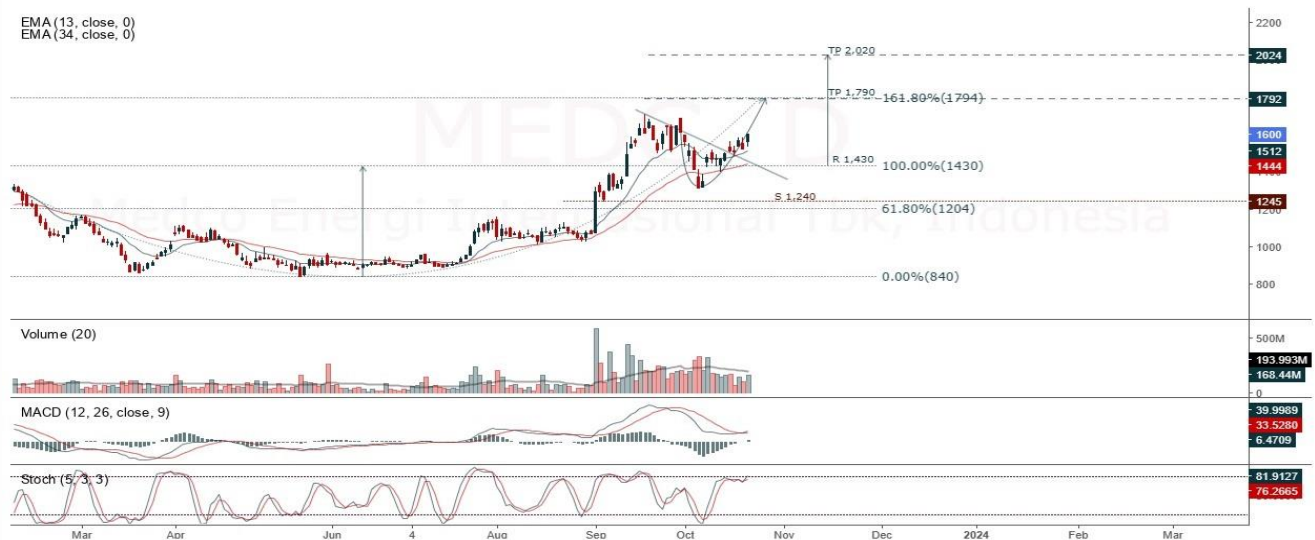 EMA (13, close, 0)
EMA (34, close, 0)
2200
TP 2,020
2024
TP 1,790
161.80%(1794)
1792
1600
1512
R 1,430
100.00%(1430)
1444
S 1,240
1245
61.80%(1204)
1200
1000
0.00%(840)
800
Volume (20)
500M
193.993M
168.44M
0
MACD (12, 26, close, 9)
39.9989
33.5280
6.4709
Stoch (5, 3, 3)
81.9127
76.2665
Mar Apr Jun 4 Aug Sep Oct Nov Dec 2024 Feb Mar